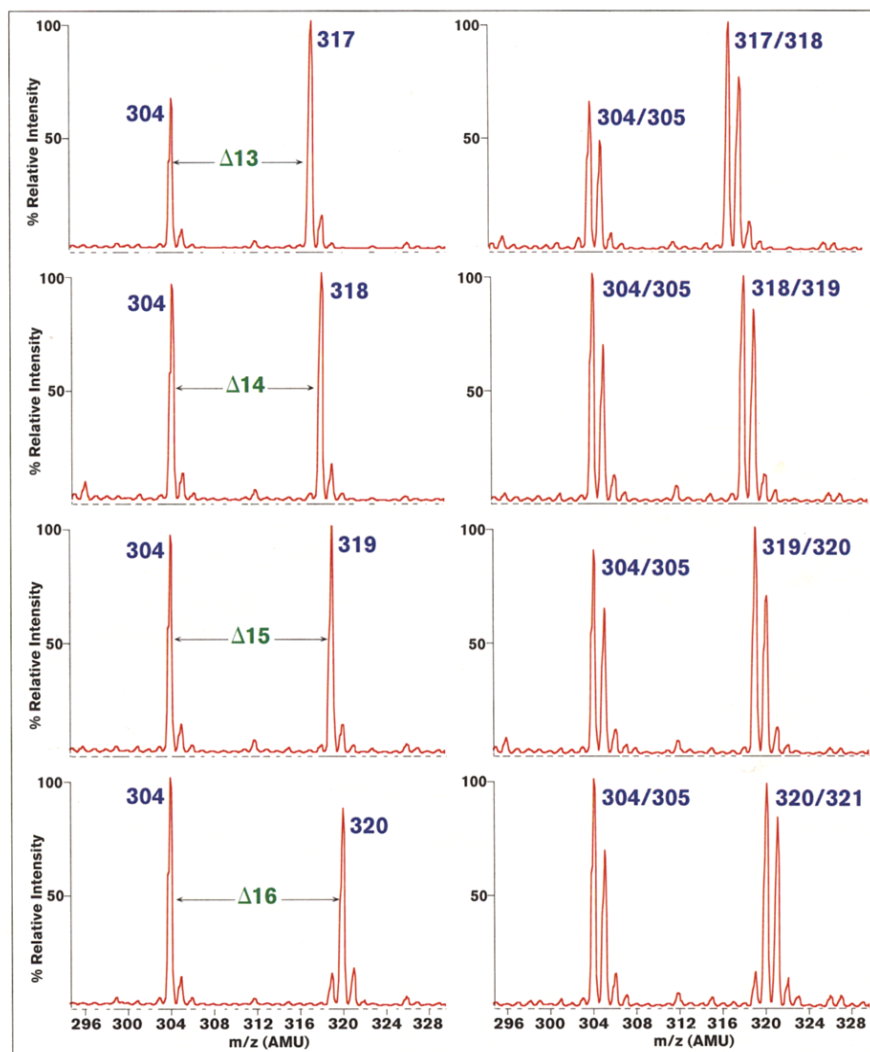 % Relative Intensity
100
50
304
Δ13
317
100
50
304/305
317/318
% Relative Intensity
100
50
304
Δ14
318
100
50
304/305
318/319
% Relative Intensity
100
50
304
Δ15
319
100
50
304/305
319/320
% Relative Intensity
100
50
304
Δ16
320
296 300 304 308 312 316 320 324 328
m/z (AMU)
100
50
304/305
320/321
296 300 304 308 312 316 320 324 328
m/z (AMU)